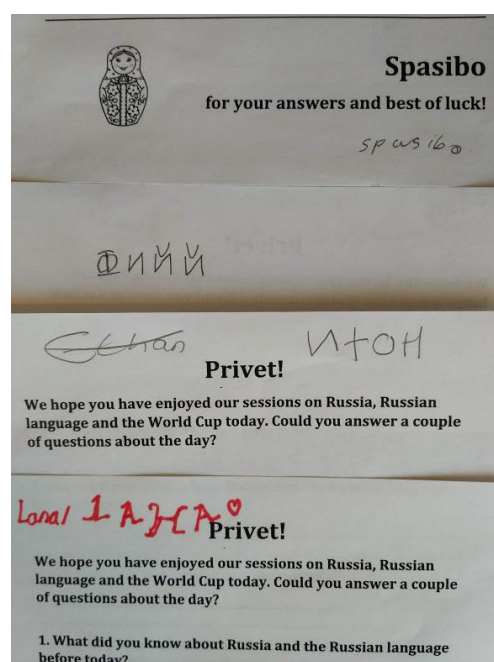 Spasibo
for your answers and best of luck!
spasibo
ФИЙЙ
Ethan ИтОН
Privet!
We hope you have enjoyed our sessions on Russia, Russian
language and the World Cup today. Could you answer a couple
of questions about the day?
Privet!
We hope you have enjoyed our sessions on Russia, Russian
language and the World Cup today. Could you answer a couple
of questions about the day?
1. What did you know about Russia and the Russian language
before today?